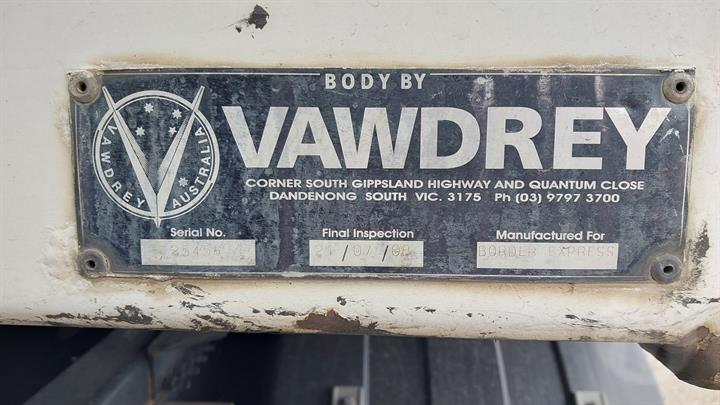 BODY BY
VAWDREY
VAWDREY AUSTRALIA
CORNER SOUTH GIPPSLAND HIGHWAY AND QUANTUM CLOSE
DANDENONG SOUTH VIC. 3175 Ph (03) 9797 3700
Serial No. Final Inspection Manufactured For
BORDER EXPRESS